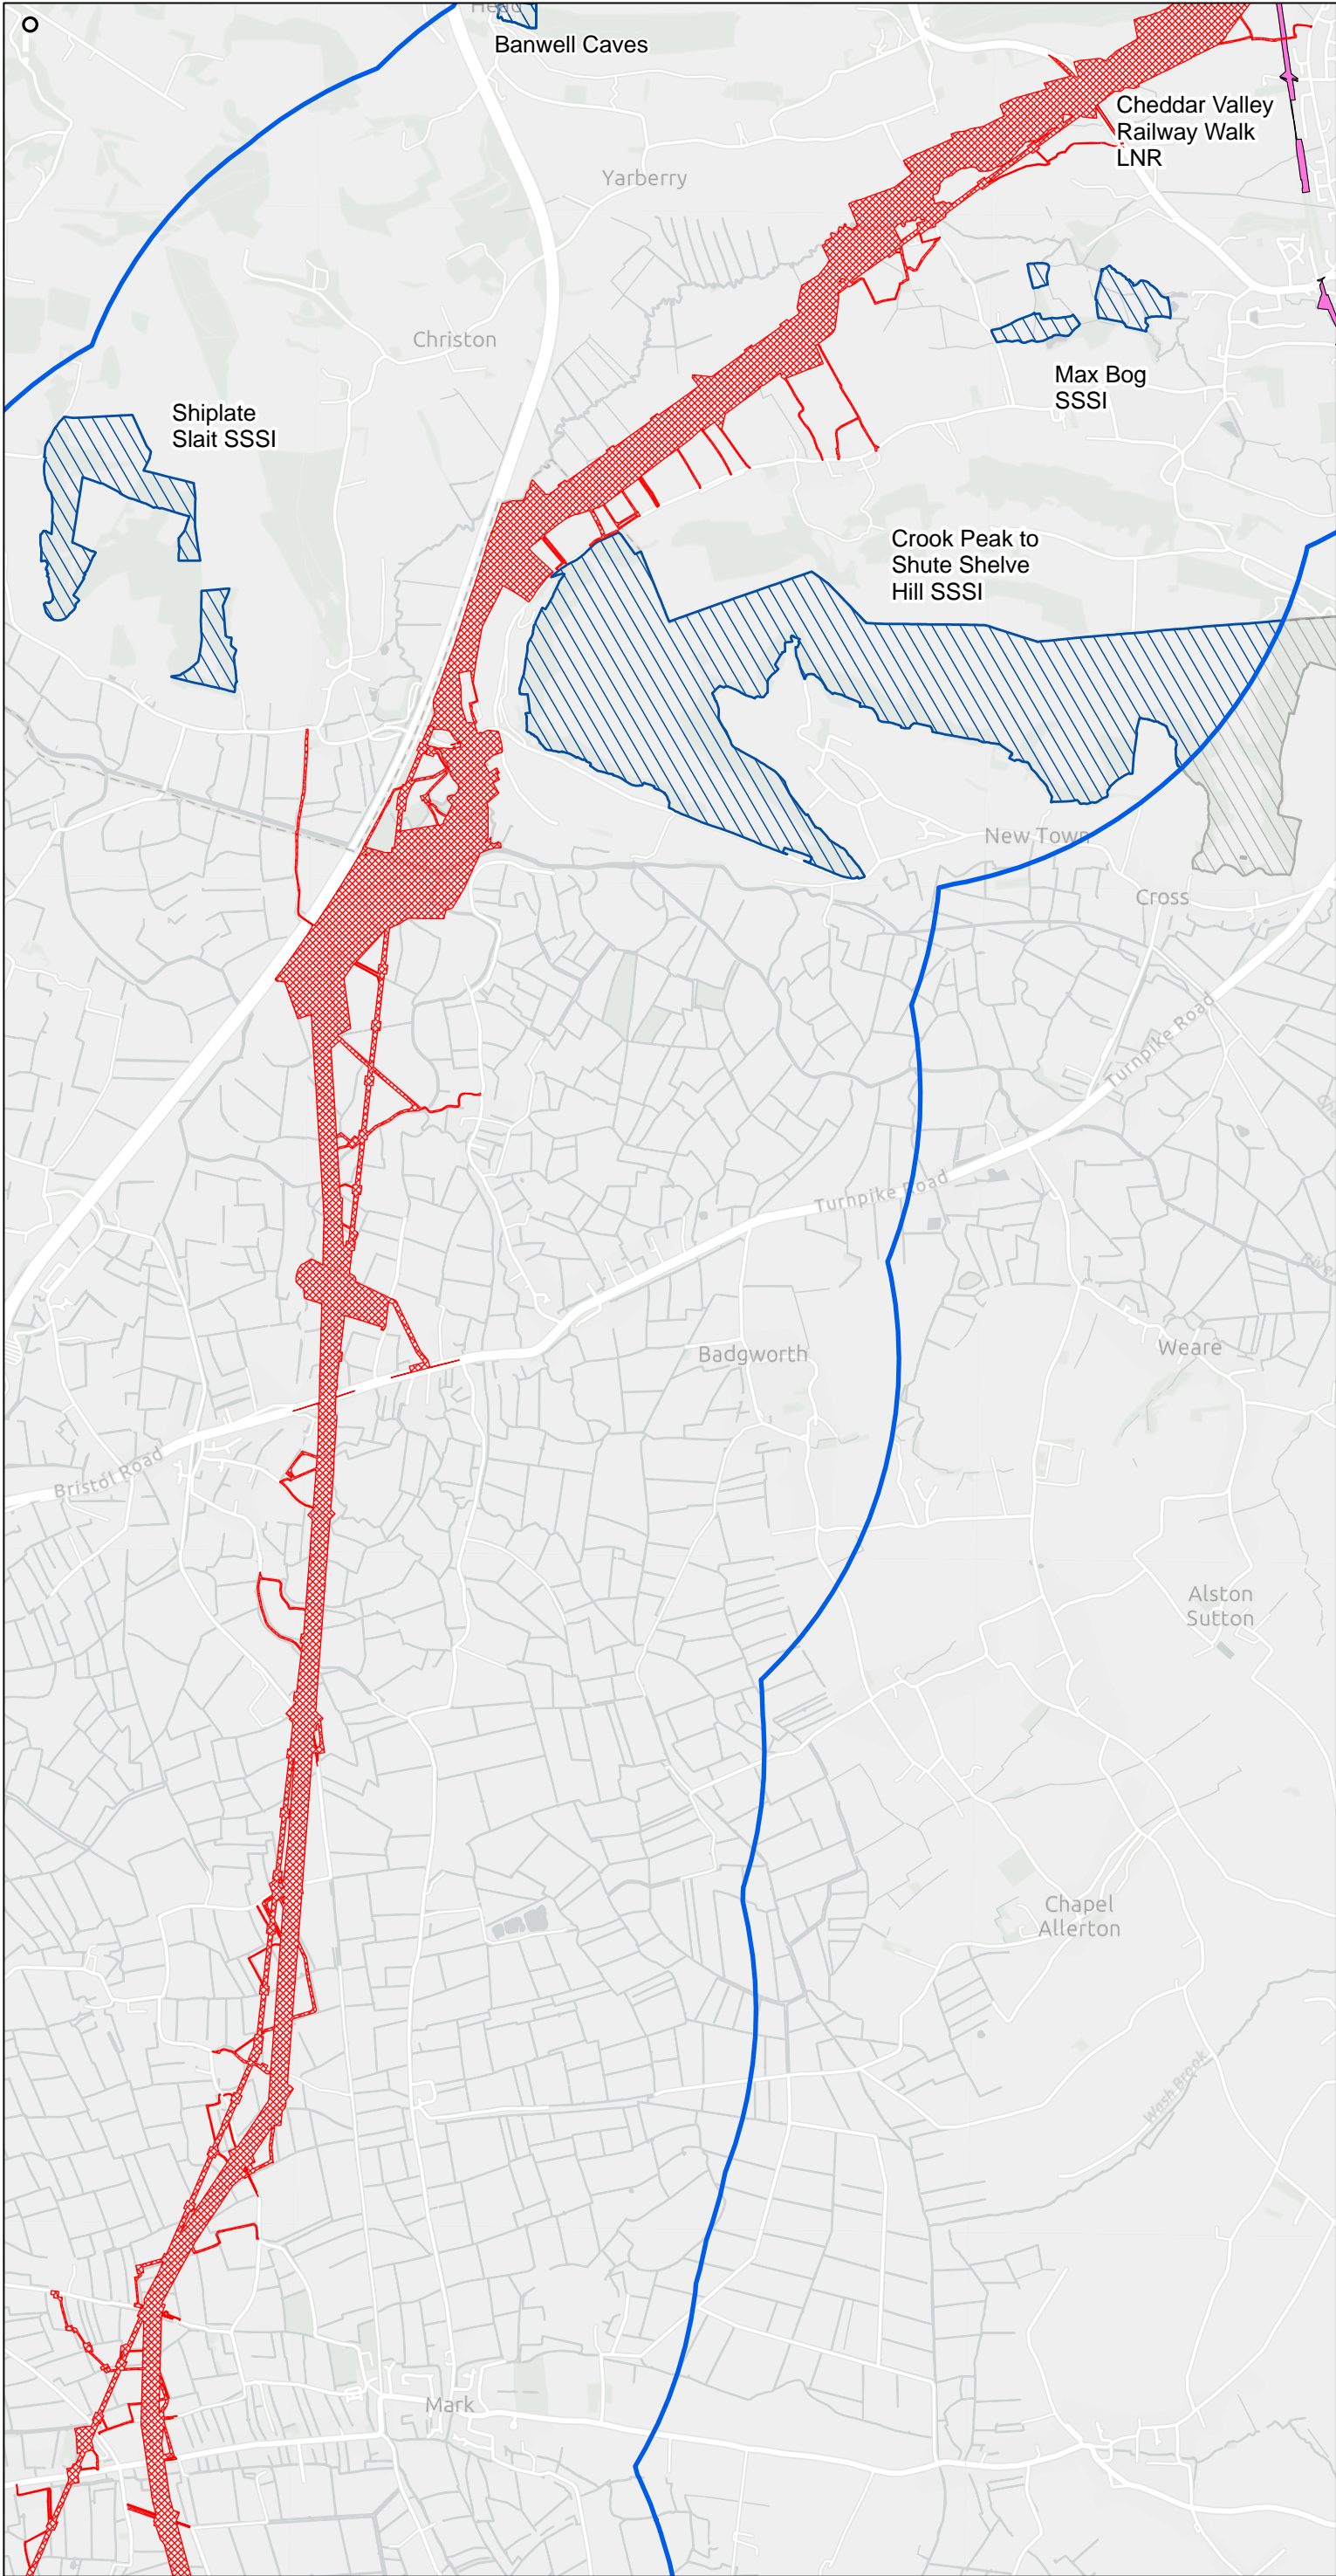 Head
Banwell Caves
Cheddar Valley
Railway Walk
LNR
Yarberry
Christon
Max Bog
SSSI
Shiplate
Slait SSSI
Crook Peak to
Shute Shelve
Hill SSSI
New Town
Cross
Turnpike Road
Turnpike Road
River
Badgworth
Weare
Bristol Road
Alston
Sutton
Chapel
Allerton
Wash Brook
Mark